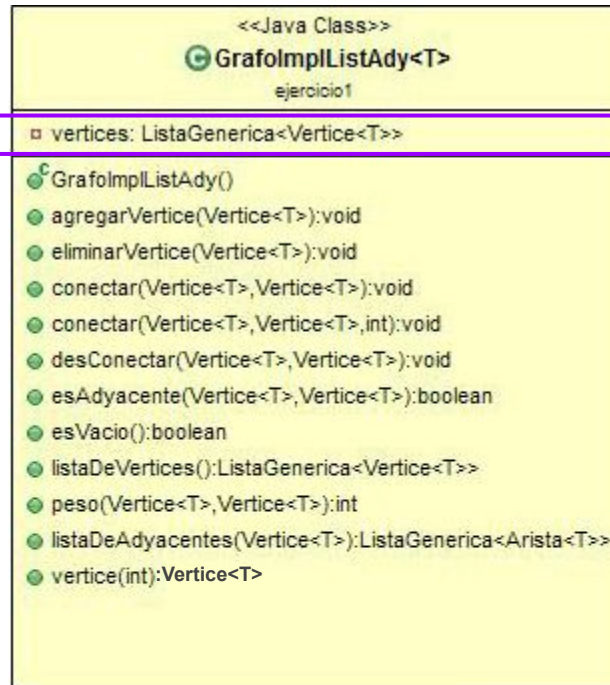 <<Java Class>>
GrafoImplListAdy<T>
ejercicio1
vertices: ListaGenerica<Vertice<T>>
GrafoImplListAdy()
agregarVertice(Vertice<T>):void
eliminarVertice(Vertice<T>):void
conectar(Vertice<T>,Vertice<T>):void
conectar(Vertice<T>,Vertice<T>,int):void
desConectar(Vertice<T>,Vertice<T>):void
esAdyacente(Vertice<T>,Vertice<T>):boolean
esVacio():boolean
listaDeVertices():ListaGenerica<Vertice<T>>
peso(Vertice<T>,Vertice<T>):int
listaDeAdyacentes(Vertice<T>):ListaGenerica<Arista<T>>
vertice(int):Vertice<T>